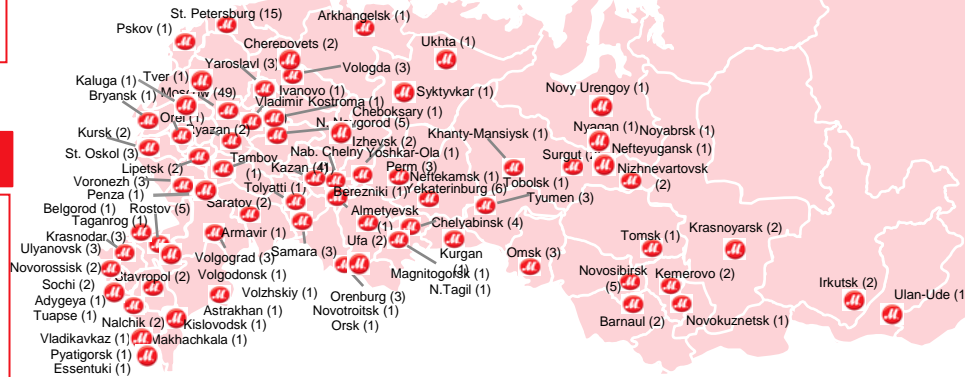 St. Petersburg (15)
Arkhangelsk (1)
Pskov (1)
Cherepovets (2)
Ukhta (1)
Yaroslavl (3)
Vologda (3)
Kaluga (1)
Tver (1)
Moscow (49)
Ivanovo (1)
Syktyvkar (1)
Novy Urengoy (1)
Bryansk (1)
Vladimir
Kostroma (1)
Cheboksary (1)
Orel (1)
Ryazan (2)
N. Novgorod (5)
Khanty-Mansiysk (1)
Nyagan (1)
Noyabrsk (1)
Kursk (2)
Izhevsk (2)
Nefteyugansk (1)
St. Oskol (3)
Nab. Chelny
Yoshkar-Ola (1)
Surgut
Lipetsk (2)
Tambov (1)
Kazan (4)
Perm (3)
Neftekamsk (1)
Nizhnevartovsk (2)
Tobolsk (1)
Voronezh (3)
Tolyatti (1)
Berezniki (1)
Yekaterinburg (6)
Tyumen (3)
Penza (1)
Saratov (2)
Belgorod (1)
Rostov (5)
Almetyevsk (1)
Chelyabinsk (4)
Taganrog (1)
Armavir (1)
Krasnodar (3)
Samara (3)
Ufa (2)
Kurgan (1)
Tomsk (1)
Krasnoyarsk (2)
Ulyanovsk (3)
Volgograd (3)
Omsk (3)
Novorossisk (2)
Stavropol (2)
Volgodonsk (1)
Magnitogorsk (1)
Novosibirsk (5)
Kemerovo (2)
Sochi (2)
Volzhskiy (1)
N.Tagil (1)
Irkutsk (2)
Adygeya (1)
Orenburg (3)
Ulan-Ude (1
Tuapse (1)
Astrakhan (1)
Novotroitsk (1)
Barnaul (2)
Novokuznetsk (1)
Nalchik (2)
Kislovodsk (1)
Orsk (1)
Vladikavkaz (1)
Makhachkala (1)
Pyatigorsk (1)
Essentuki (1)